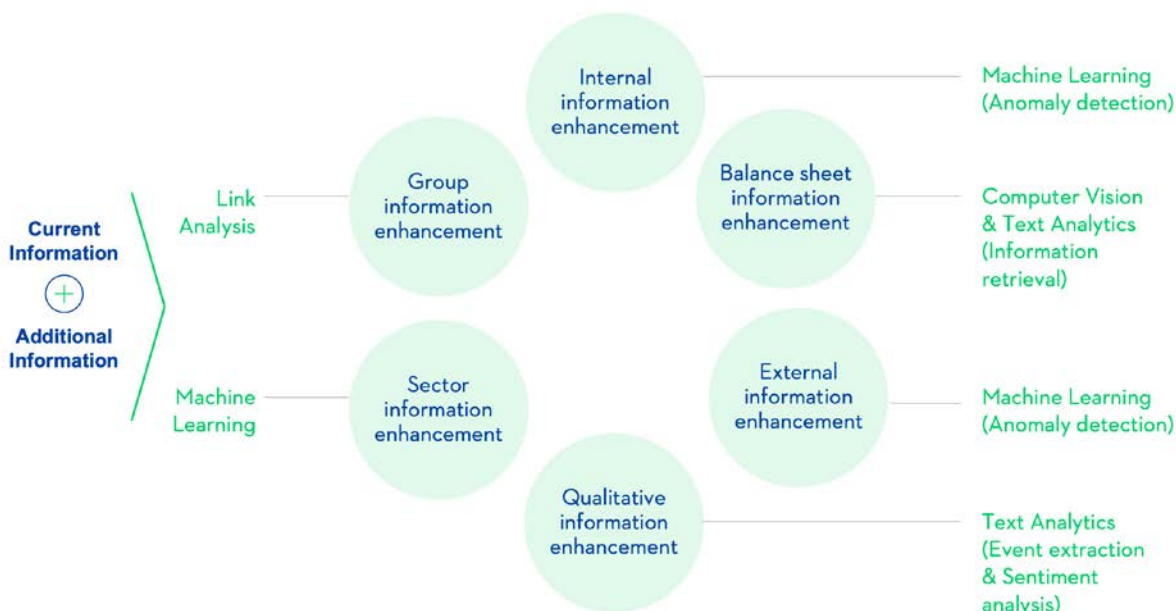 Current
Information
+
Additional
Information
Link
Analysis
Machine
Learning
Group
information
enhancement
Sector
information
enhancement
Internal
information
enhancement
Balance sheet
information
enhancement
External
information
enhancement
Qualitative
information
enhancement
Machine Learning
(Anomaly detection)
Computer Vision
& Text Analytics
(Information
retrieval)
Machine Learning
(Anomaly detection)
Text Analytics
(Event extraction
& Sentiment
analysis)